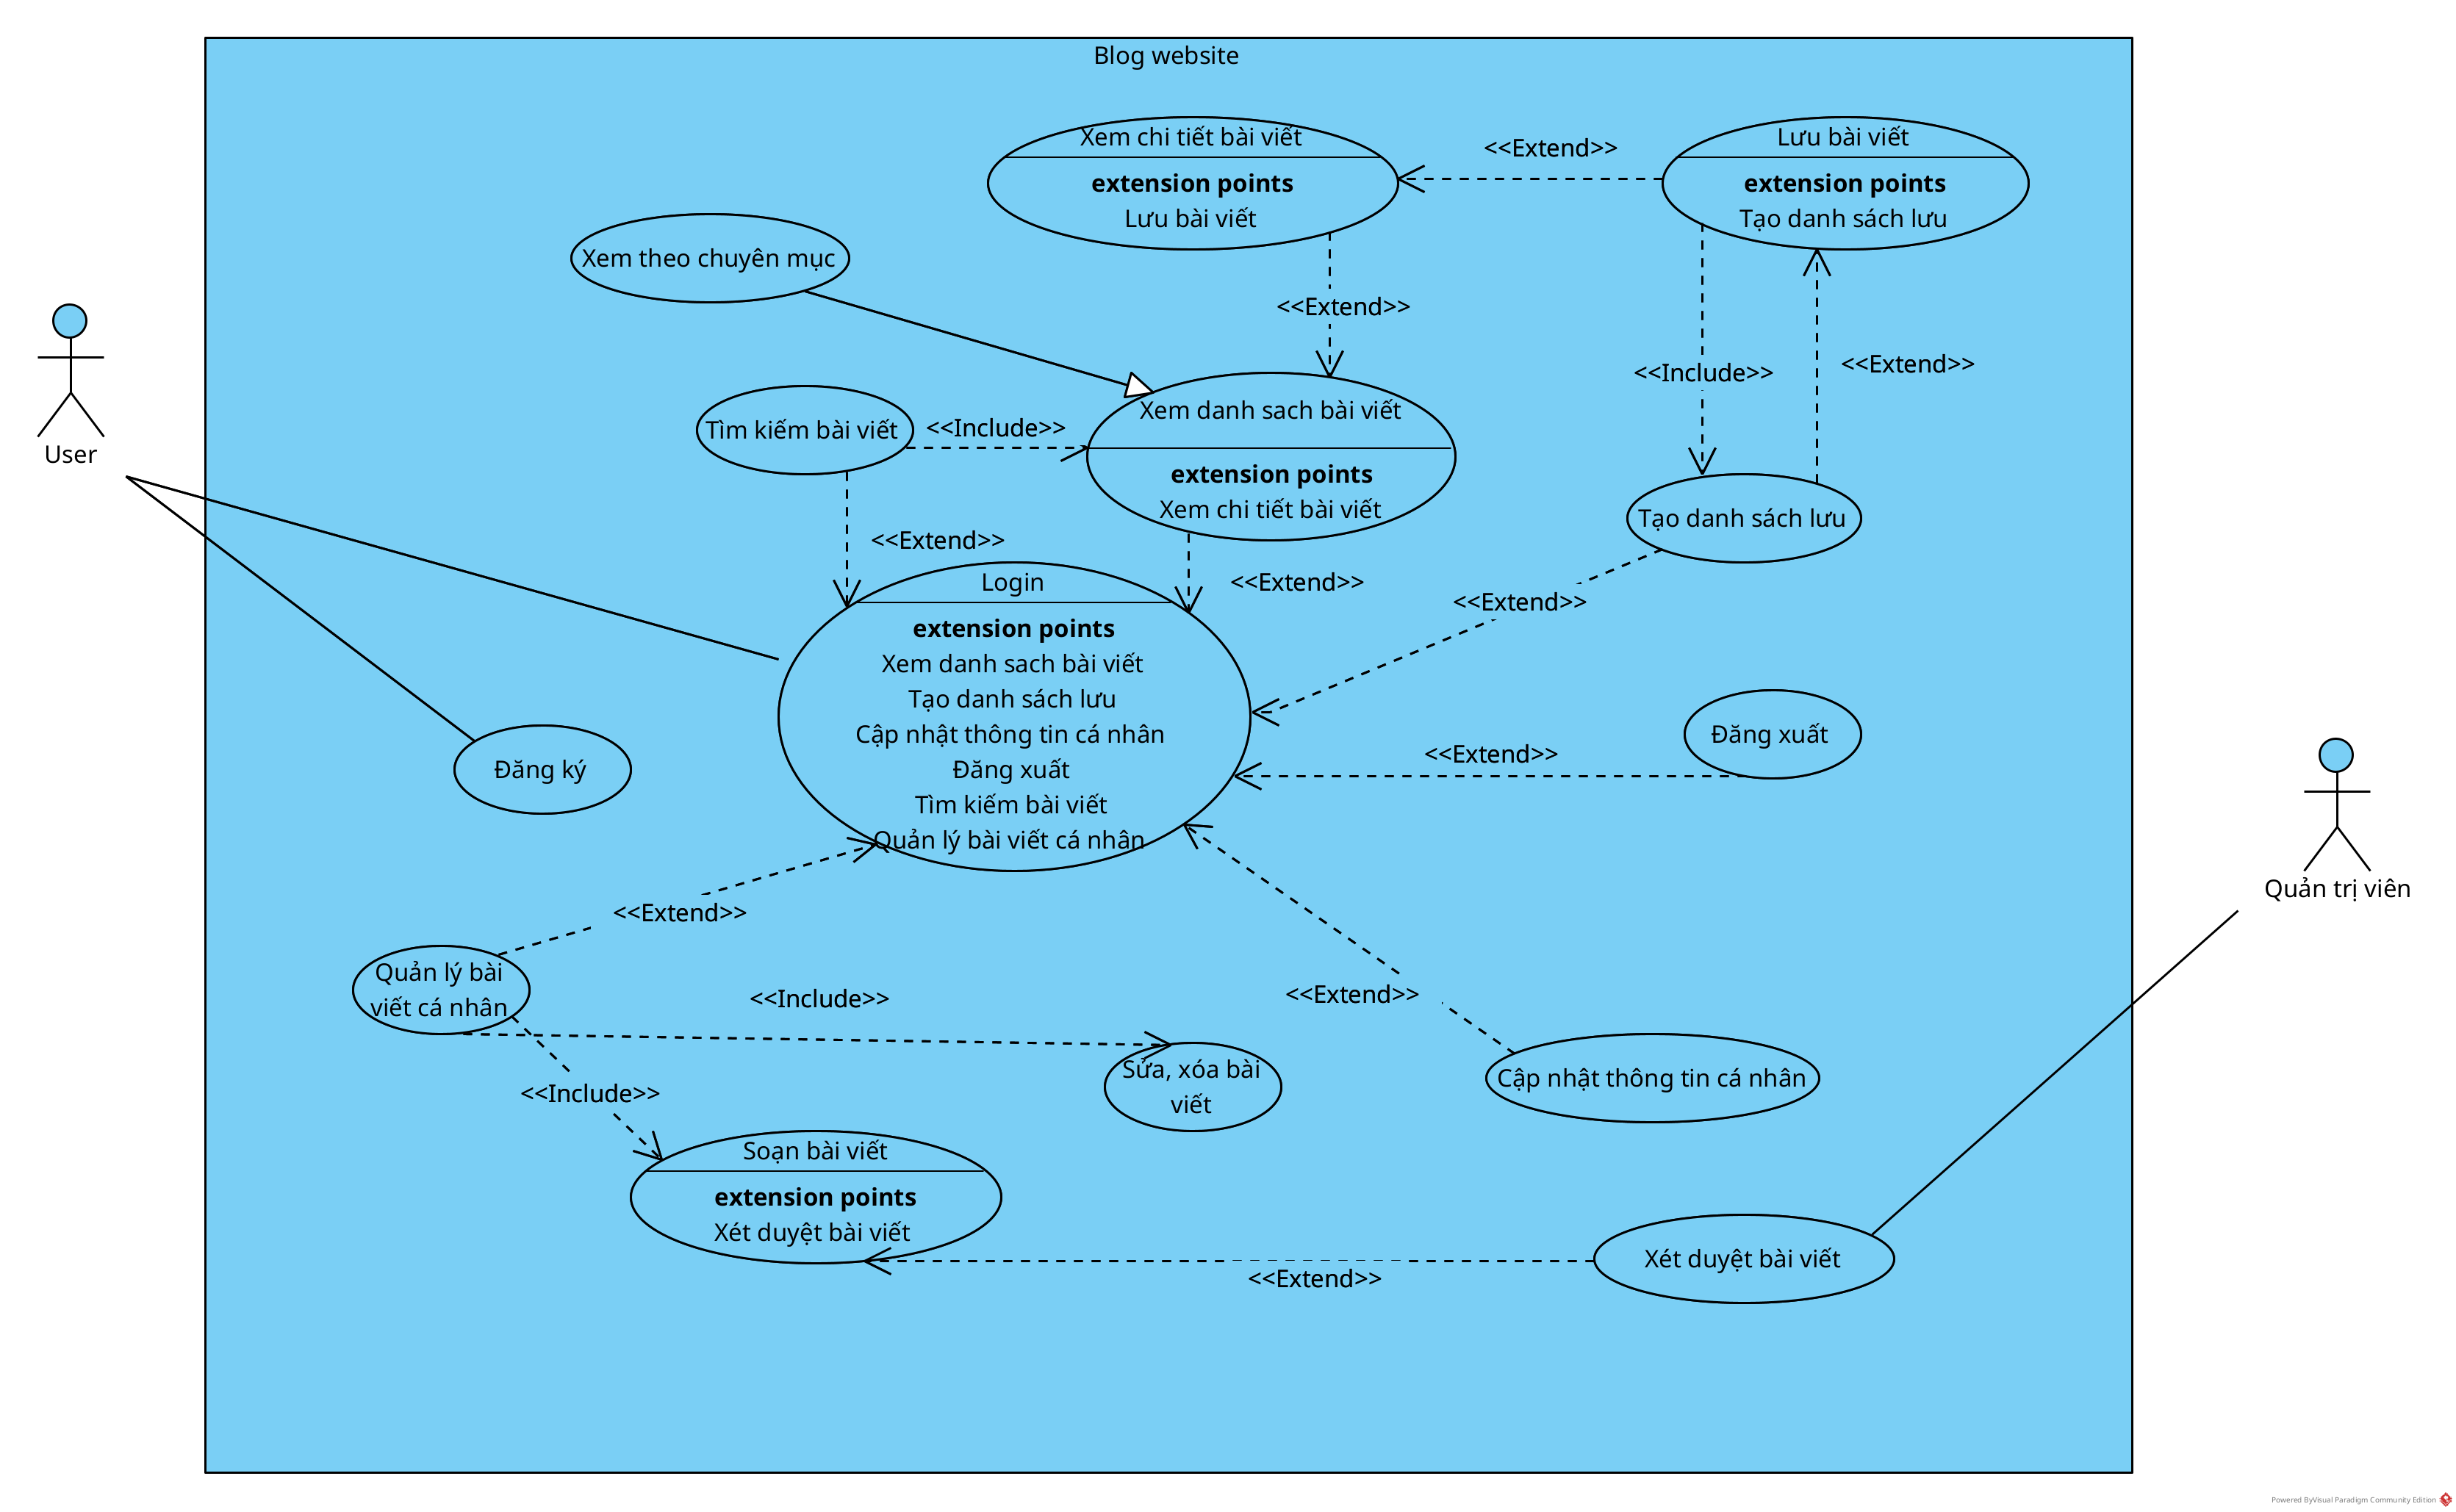 Blog website
Xem chi tiết bài viết
extension points
Lưu bài viết
<<Extend>>
Lưu bài viết
extension points
Tạo danh sách lưu
Xem theo chuyên mục
<<Extend>>
<<Include>>
<<Extend>>
User
Tìm kiếm bài viết
<<Include>>
Xem danh sach bài viết
extension points
Xem chi tiết bài viết
Tạo danh sách lưu
<<Extend>>
<<Extend>>
<<Extend>>
Login
extension points
Xem danh sach bài viết
Tạo danh sách lưu
Cập nhật thông tin cá nhân
Đăng xuất
Tìm kiếm bài viết
Quản lý bài viết cá nhân
Đăng ký
<<Extend>>
Đăng xuất
Quản trị viên
<<Extend>>
Quản lý bài
viết cá nhân
<<Include>>
<<Extend>>
<<Include>>
Sửa, xóa bài
viết
Cập nhật thông tin cá nhân
Soạn bài viết
extension points
Xét duyệt bài viết
<<Extend>>
Xét duyệt bài viết
Powered ByVisual Paradigm Community Edition